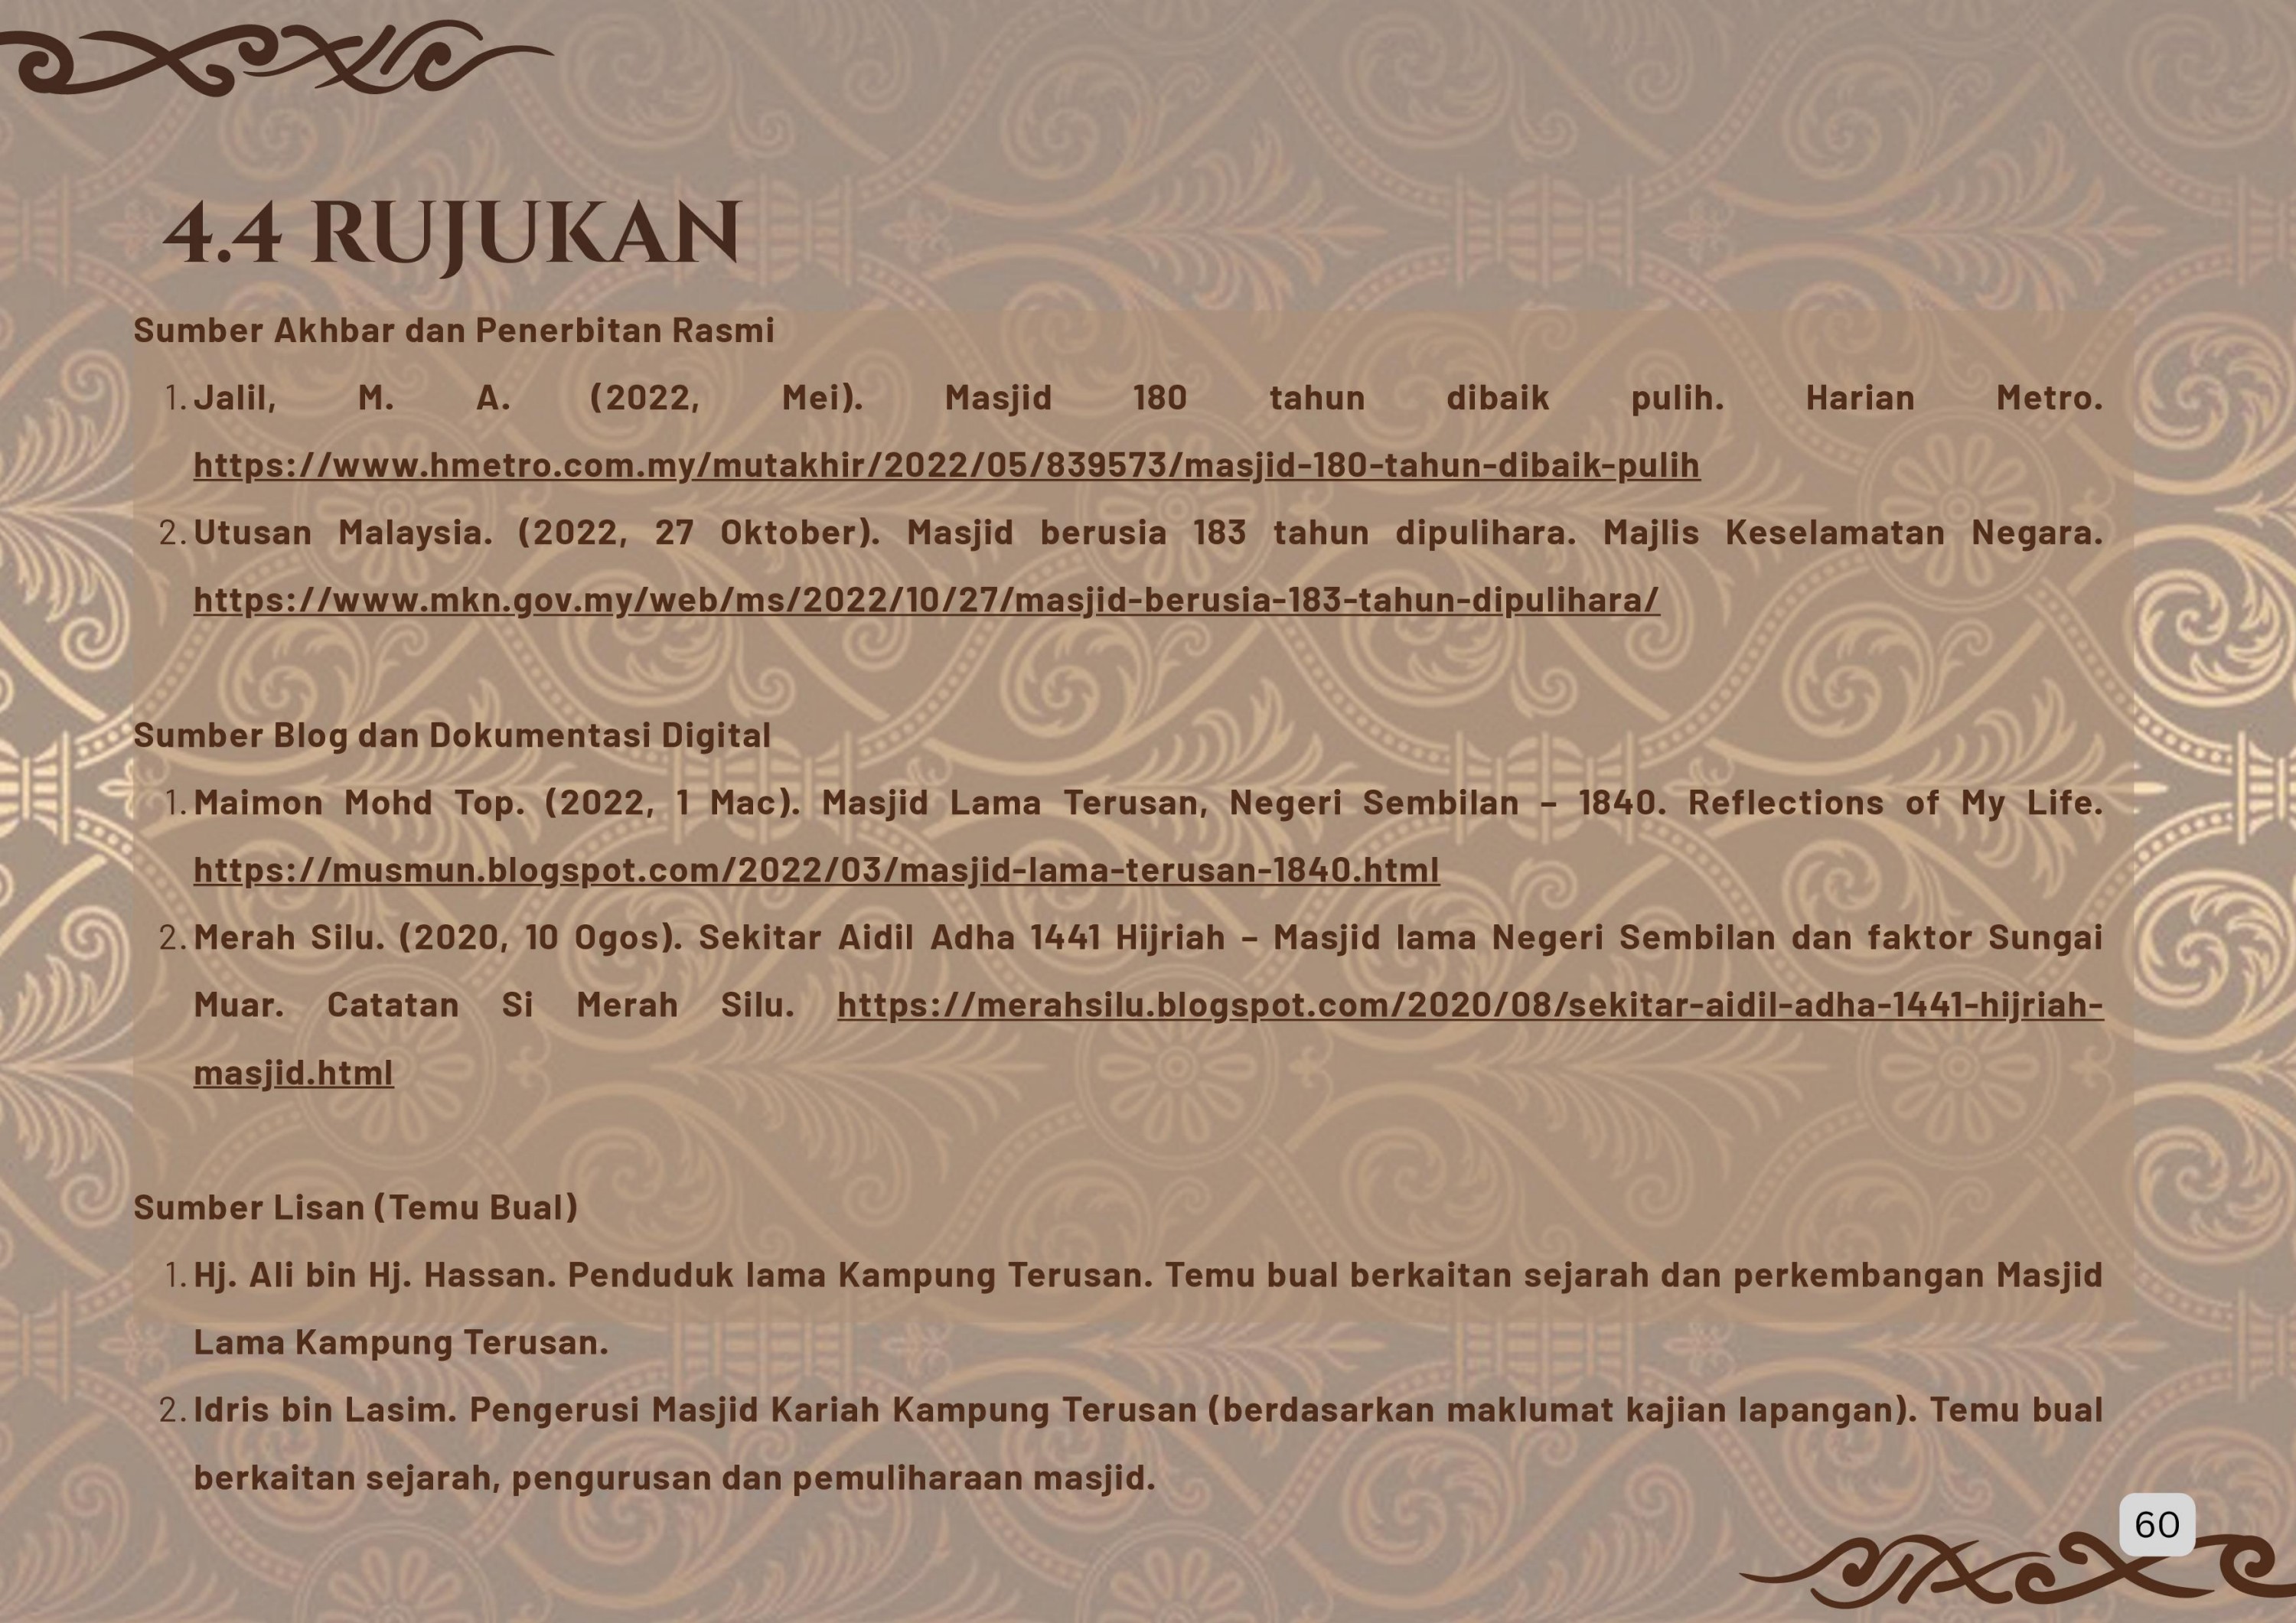 4.4 RUJUKAN
Sumber Akhbar dan Penerbitan Rasmi
1. Jalil, M. A. (2022, Mei). Masjid 180 tahun dibaik pulih. Harian Metro.
https://www.hmetro.com.my/mutakhir/2022/05/839573/masjid-180-tahun-dibaik-pulih
2. Utusan Malaysia. (2022, 27 Oktober). Masjid berusia 183 tahun dipulihara. Majlis Keselamatan Negara.
https://www.mkn.gov.my/web/ms/2022/10/27/masjid-berusia-183-tahun-dipulihara/
Sumber Blog dan Dokumentasi Digital
1. Maimon Mohd Top. (2022, 1 Mac). Masjid Lama Terusan, Negeri Sembilan – 1840. Reflections of My Life.
https://musmun.blogspot.com/2022/03/masjid-lama-terusan-1840.html
2. Merah Silu. (2020, 10 Ogos). Sekitar Aidil Adha 1441 Hijriah – Masjid lama Negeri Sembilan dan faktor Sungai
Muar. Catatan Si Merah Silu. https://merahsilu.blogspot.com/2020/08/sekitar-aidil-adha-1441-hijriah-
masjid.html
Sumber Lisan (Temu Bual)
1. Hj. Ali bin Hj. Hassan. Penduduk lama Kampung Terusan. Temu bual berkaitan sejarah dan perkembangan Masjid
Lama Kampung Terusan.
2. Idris bin Lasim. Pengerusi Masjid Kariah Kampung Terusan (berdasarkan maklumat kajian lapangan). Temu bual
berkaitan sejarah, pengurusan dan pemuliharaan masjid.
60